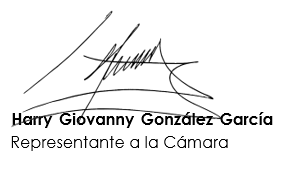 Harry Giovanny González García
Representante a la Cámara